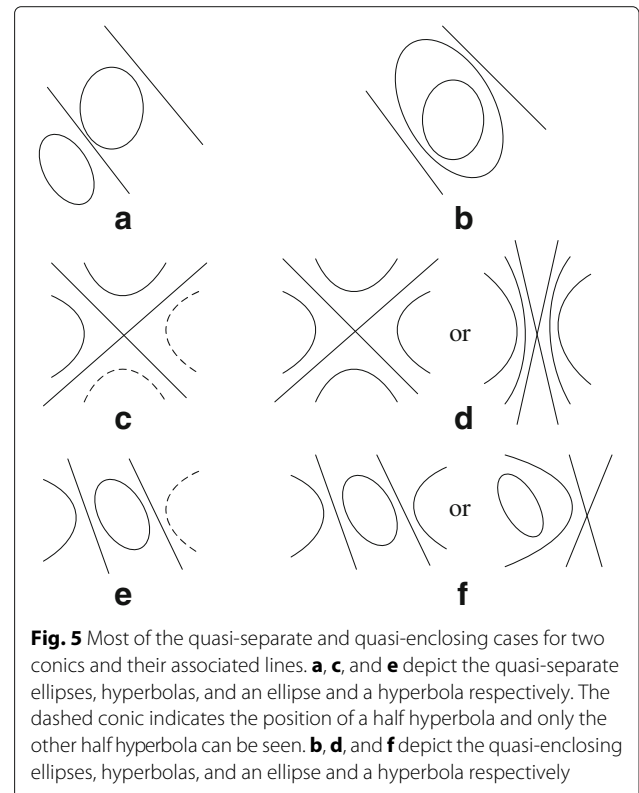 a
b
or
c
d
or
e
f
Fig. 5 Most of the quasi-separate and quasi-enclosing cases for two
conics and their associated lines. a, c, and e depict the quasi-separate
ellipses, hyperbolas, and an ellipse and a hyperbola respectively. The
dashed conic indicates the position of a half hyperbola and only the
other half hyperbola can be seen. b, d, and f depict the quasi-enclosing
ellipses, hyperbolas, and an ellipse and a hyperbola respectively